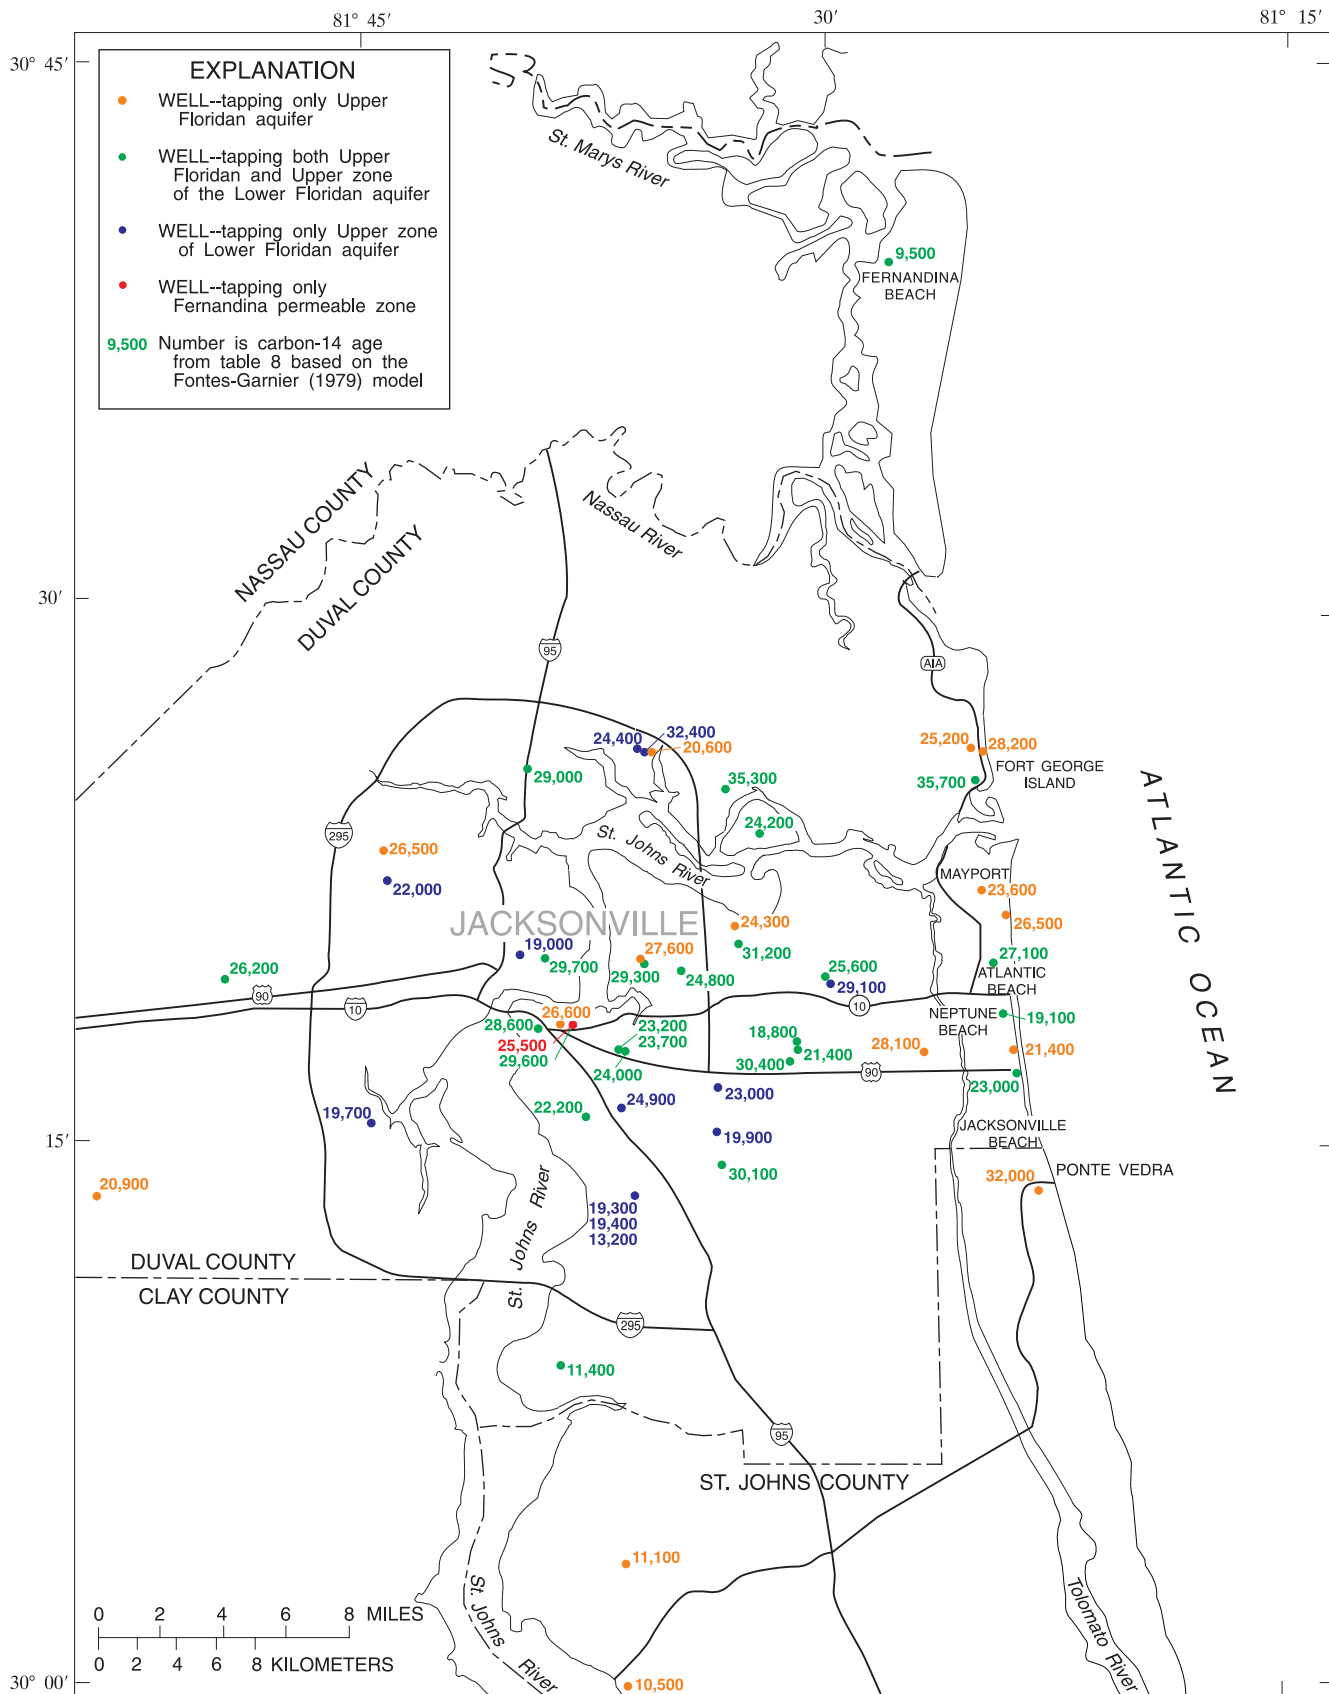 81° 45′ 30′ 81° 15′
30° 45′
EXPLANATION
WELL--tapping only Upper
Floridan aquifer
WELL--tapping both Upper
Floridan and Upper zone
of the Lower Floridan aquifer
WELL--tapping only Upper zone
of Lower Floridan aquifer
WELL--tapping only
Fernandina permeable zone
9,500 Number is carbon-14 age
from table 8 based on the
Fontes-Garnier (1979) model
St. Marys River
9,500
FERNANDINA
BEACH
NASSAU COUNTY
DUVAL COUNTY
Nassau River
30′
95
A1A
24,400
32,400
20,600
25,200
28,200
29,000
35,300
35,700
FORT GEORGE
ISLAND
ATLANTIC OCEAN
295
24,200
St. Johns River
26,500
22,000
MAYPORT
23,600
26,500
JACKSONVILLE
24,300
31,200
19,000
29,700
27,600
29,300
24,800
26,200
25,600
29,100
27,100
ATLANTIC
BEACH
90
10
10
NEPTUNE
BEACH
19,100
26,600
28,600
25,500
29,600
23,200
23,700
24,000
18,800
21,400
30,400
28,100
21,400
90
23,000
23,000
24,900
22,200
19,700
19,900
30,100
JACKSONVILLE
BEACH
15′
20,900
32,000
PONTE VEDRA
19,300
19,400
13,200
St. Johns River
DUVAL COUNTY
CLAY COUNTY
295
11,400
95
ST. JOHNS COUNTY
11,100
St. Johns River
Tolomato River
0 2 4 6 8 MILES
0 2 4 6 8 KILOMETERS
30° 00′
10,500